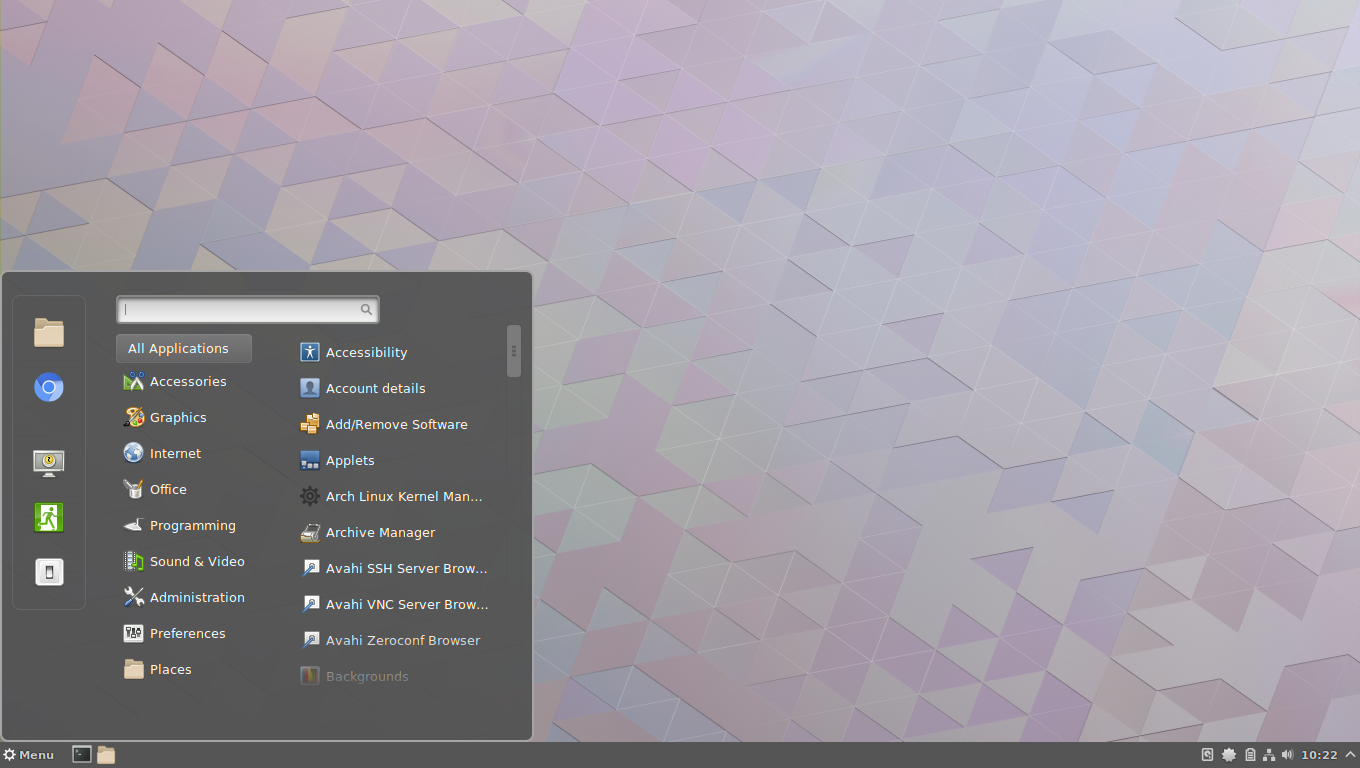 All Applications
Accessories
Graphics
Internet
Office
Programming
Sound & Video
Administration
Preferences
Places
Accessibility
Account details
Add/Remove Software
Applets
Arch Linux Kernel Man...
Archive Manager
Avahi SSH Server Brow...
Avahi VNC Server Brow...
Avahi Zeroconf Browser
Backgrounds
Menu
10:22